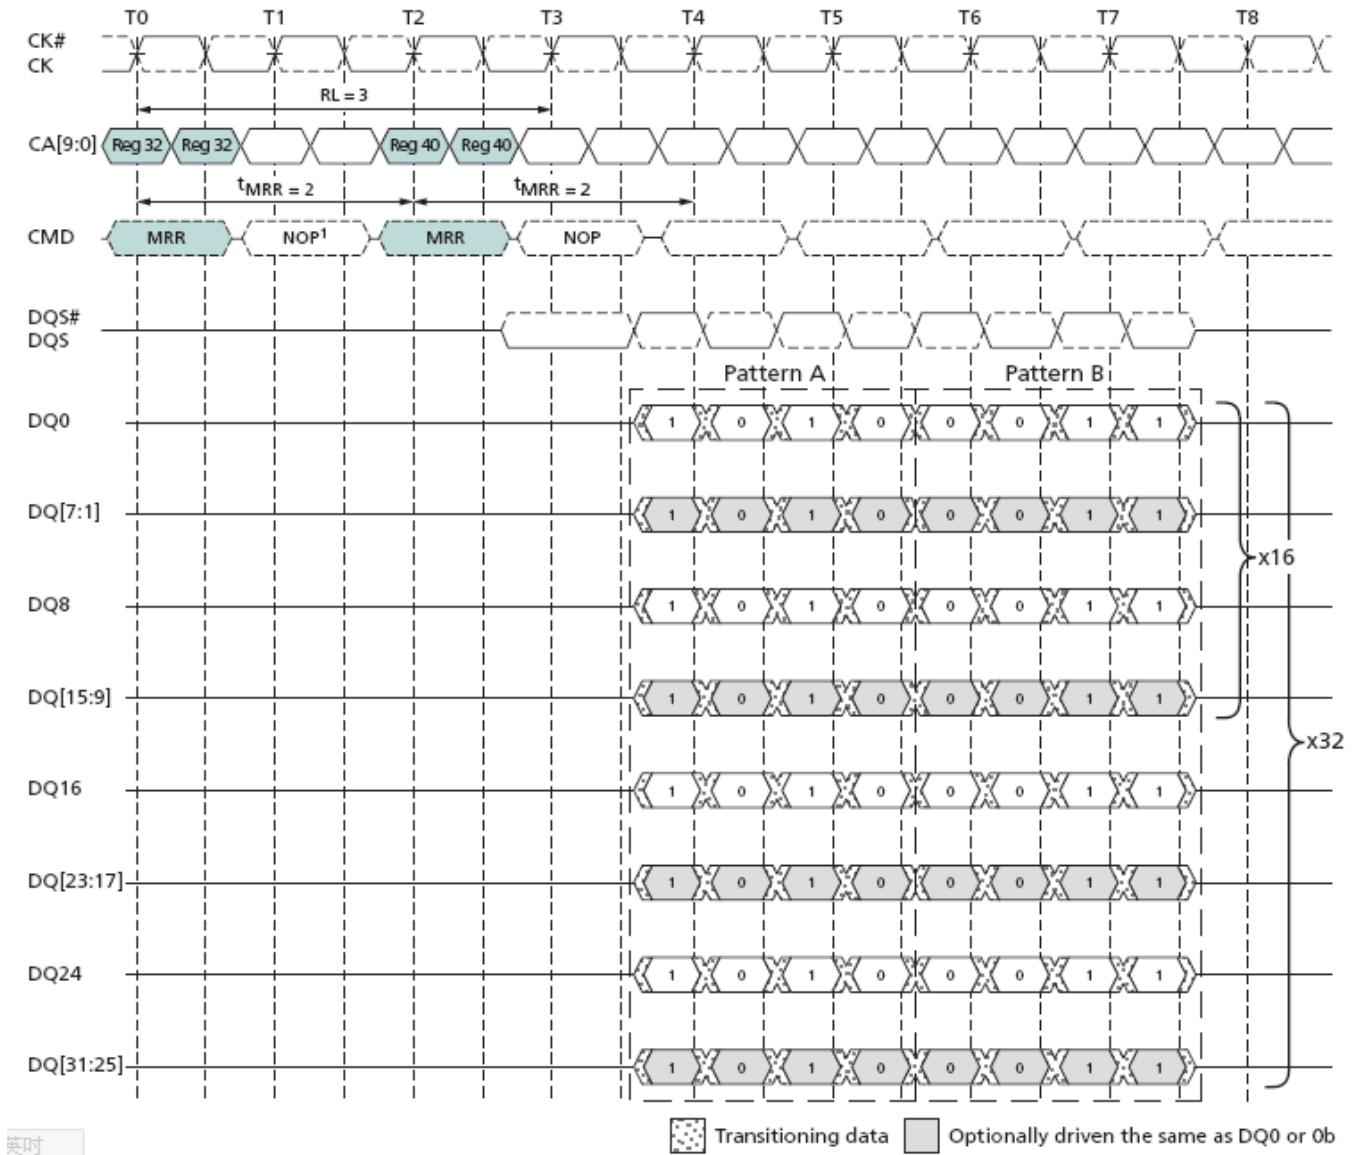 T0 T1 T2 T3 T4 T5 T6 T7 T8
CK#
CK
RL = 3
CA[9:0] Reg 32 Reg 32 Reg 40 Reg 40
tMRR = 2 tMRR = 2
CMD MRR NOP1 MRR NOP
DQS#
DQS
Pattern A Pattern B
DQ0 1 0 1 0 0 0 1 1
DQ[7:1] 1 0 1 0 0 0 1 1
x16
DQ8 1 0 1 0 0 0 1 1
DQ[15:9] 1 0 1 0 0 0 1 1
x32
DQ16 1 0 1 0 0 0 1 1
DQ[23:17] 1 0 1 0 0 0 1 1
DQ24 1 0 1 0 0 0 1 1
DQ[31:25] 1 0 1 0 0 0 1 1
Transitioning data Optionally driven the same as DQ0 or 0b
英吋